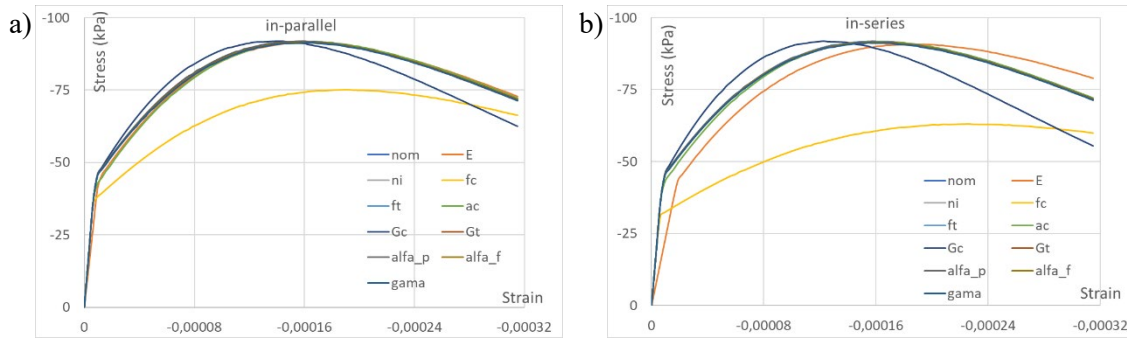 a)
in-parallel
Stress (kPa)
-100
-75
-50
-25
0
nom E
ni fc
ft ac
Gc Gt
alfa_p alfa_f
gama
Strain
0 -0,00008 -0,00016 -0,00024 -0,00032
b)
in-series
Stress (kPa)
-100
-75
-50
-25
0
nom E
ni fc
ft ac
Gc Gt
alfa_p alfa_f
gama
Strain
0 -0,00008 -0,00016 -0,00024 -0,00032